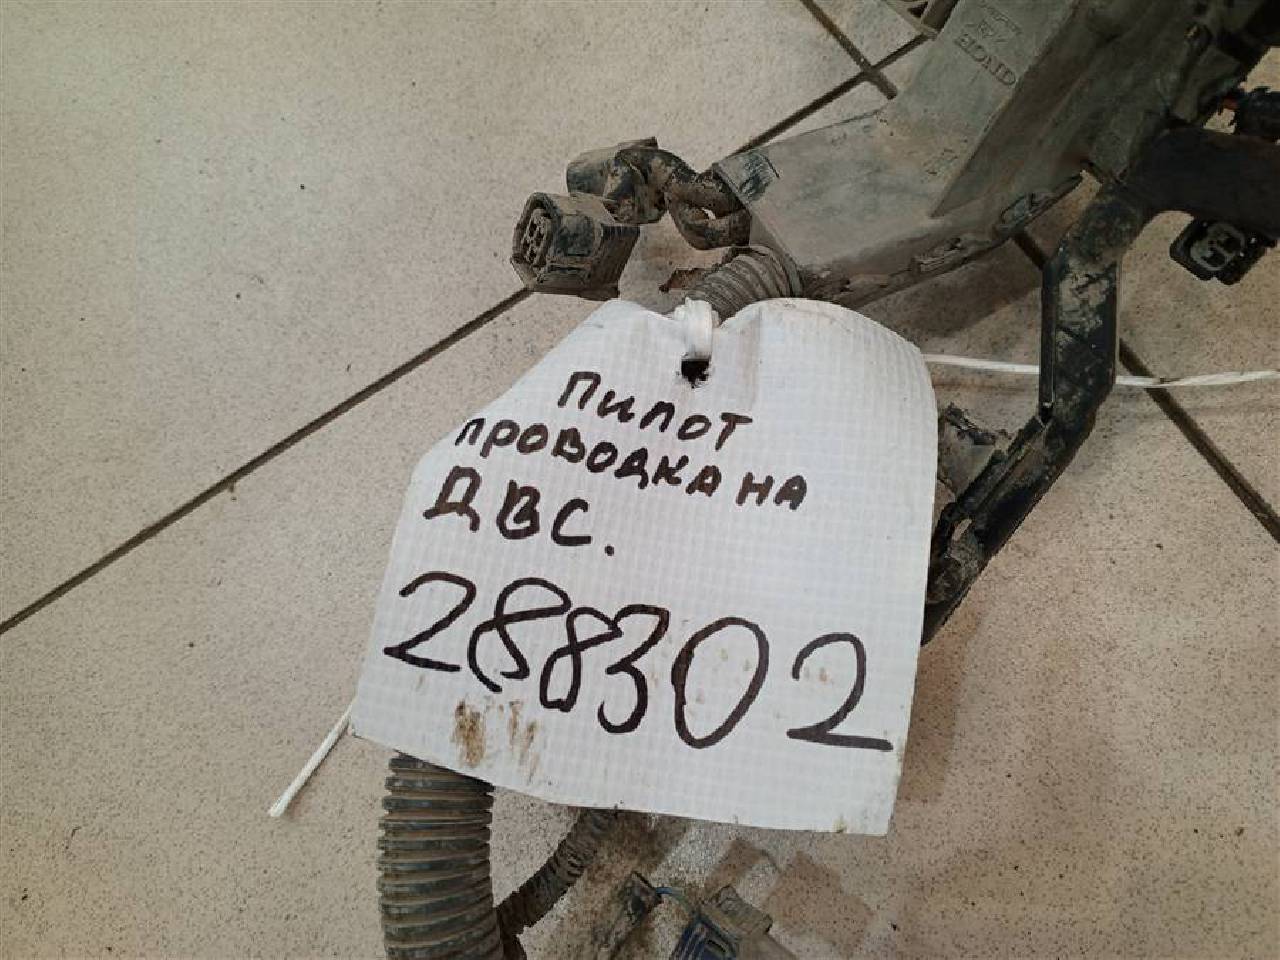 Пилот
проводка на
ДВС.
288302